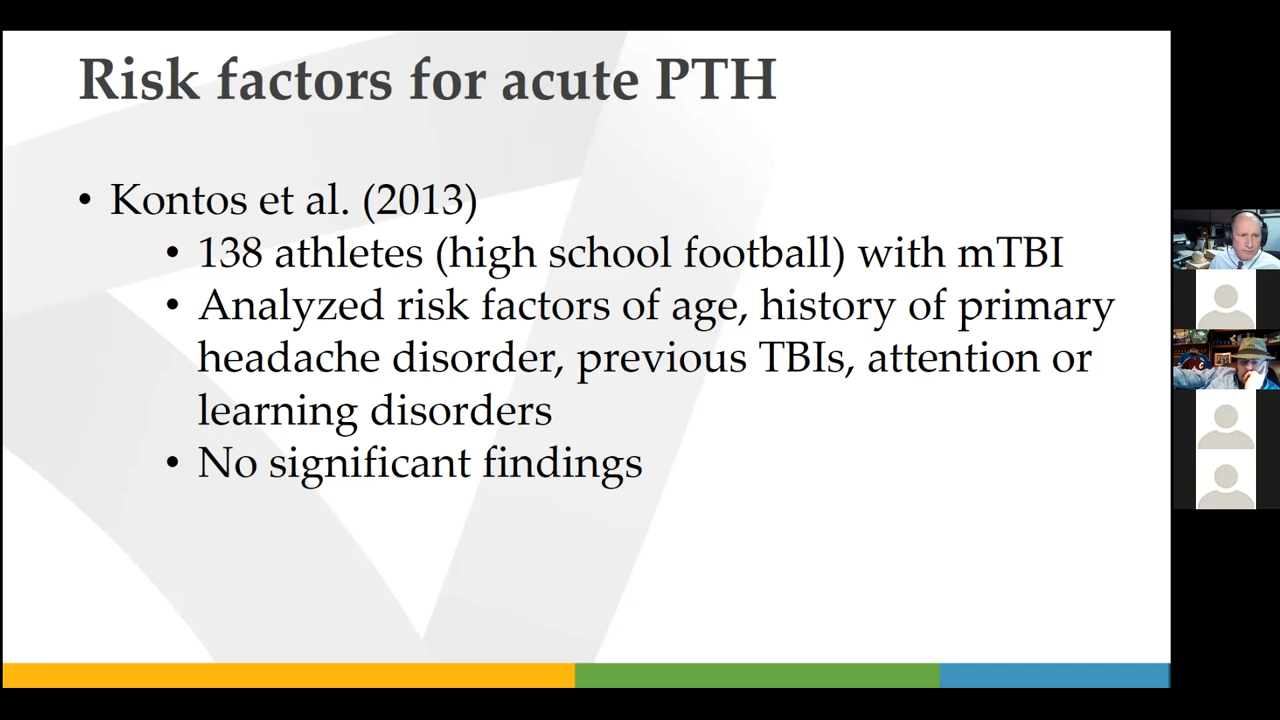 Risk factors for acute PTH
• Kontos et al. (2013)
• 138 athletes (high school football) with mTBI
• Analyzed risk factors of age, history of primary
headache disorder, previous TBIs, attention or
learning disorders
• No significant findings